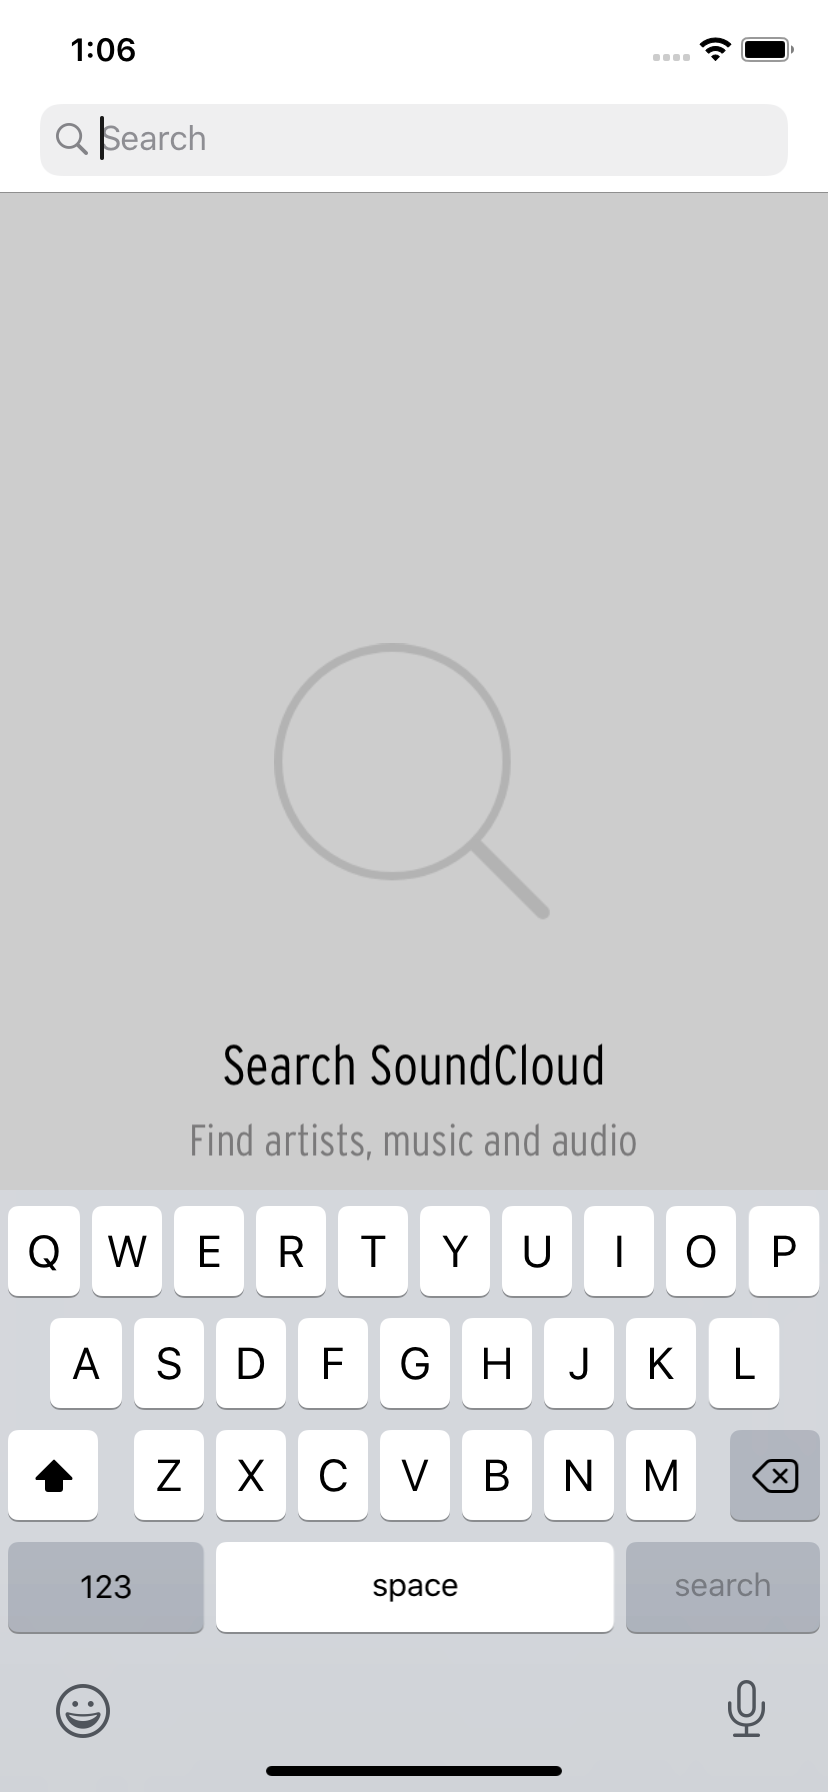 1:06
Search
Search SoundCloud
Find artists, music and audio
Q W E R T Y U I O P
A S D F G H J K L
Z X C V B N M
123 space search